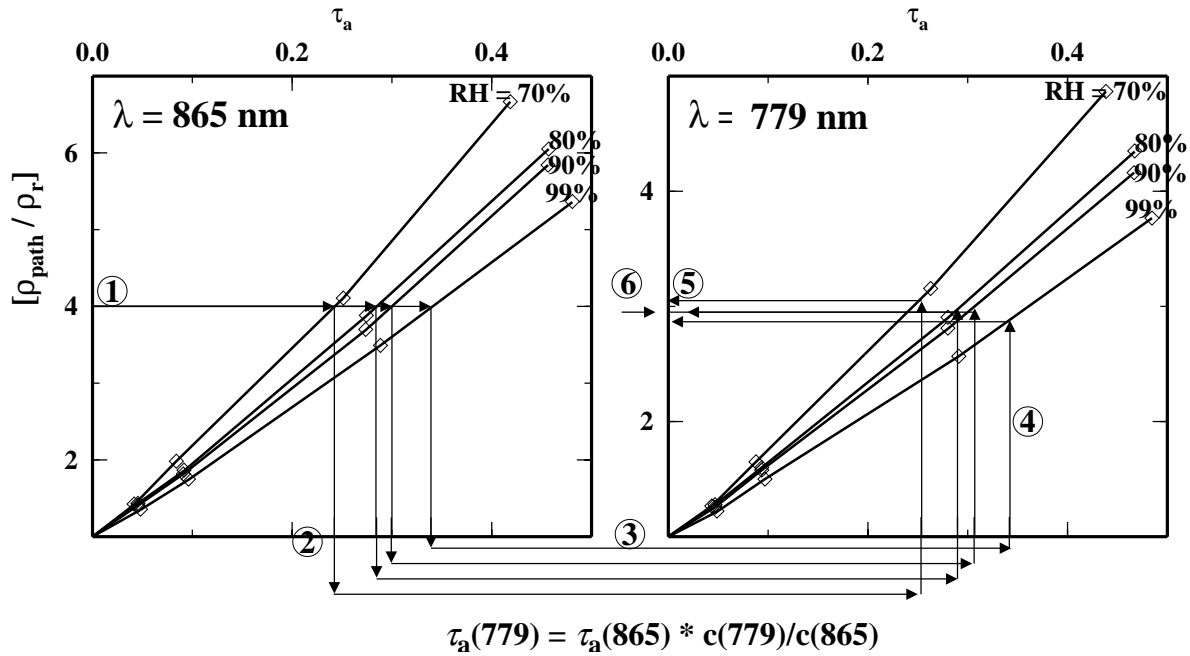 τa
τa
0.0 0.2 0.4
0.0 0.2 0.4
λ = 865 nm
RH = 70%
80%
90%
99%
λ = 779 nm
RH = 70%
80%
90%
99%
[ρpath / ρr]
6
4
2
4
2
①
②
③
④
⑤
⑥
τa(779) = τa(865) * c(779)/c(865)